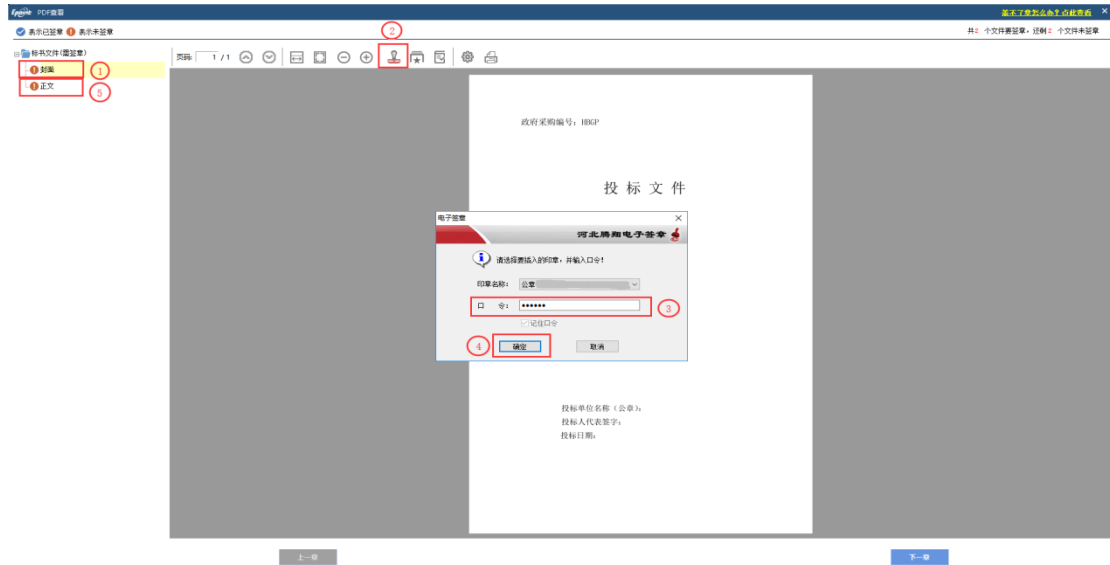 Epoint PDF查看
盖不了章怎么办?点此查看 ×
表示已签章 表示未签章
共2 个文件要签章, 还剩2 个文件未签章
标书文件(需签章)
封面
正文
①
⑤
②
页码: 1 / 1
政府采购编号: HBGP
投 标 文 件
电子签章 ×
河北腾翔电子签章
请选择要插入的印章, 并输入口令!
印章名称: 公章
口 令: ••••••
③
记住口令
④
确定 取消
投标单位名称(公章):
投标人代表签字:
投标日期:
上一章 下一章